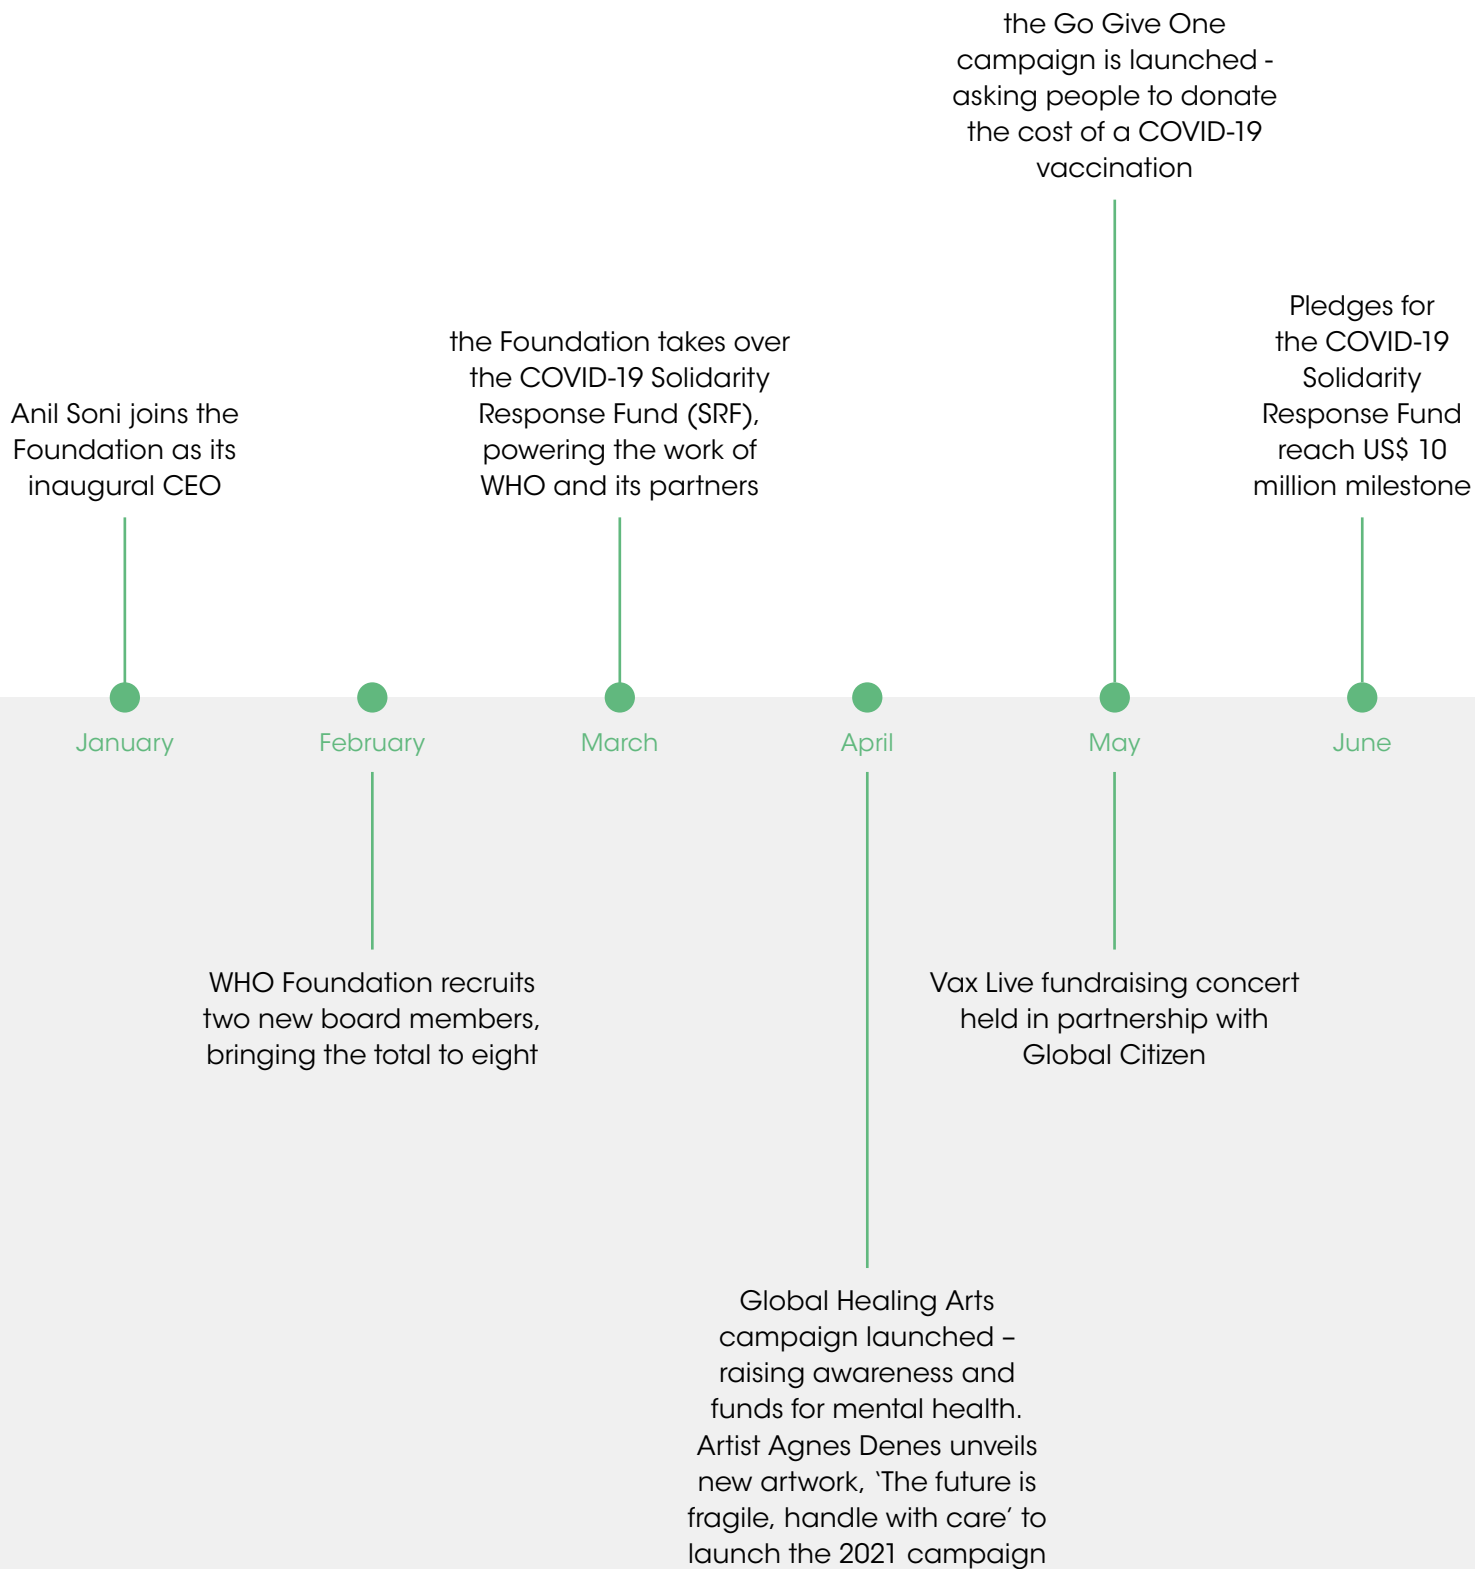 the Go Give One
campaign is launched -
asking people to donate
the cost of a COVID-19
vaccination
Pledges for
the COVID-19
Solidarity
Response Fund
reach US$ 10
million milestone
the Foundation takes over
the COVID-19 Solidarity
Response Fund (SRF),
powering the work of
WHO and its partners
Anil Soni joins the
Foundation as its
inaugural CEO
January
February
March
April
May
June
WHO Foundation recruits
two new board members,
bringing the total to eight
Vax Live fundraising concert
held in partnership with
Global Citizen
Global Healing Arts
campaign launched –
raising awareness and
funds for mental health.
Artist Agnes Denes unveils
new artwork, ‘The future is
fragile, handle with care’ to
launch the 2021 campaign